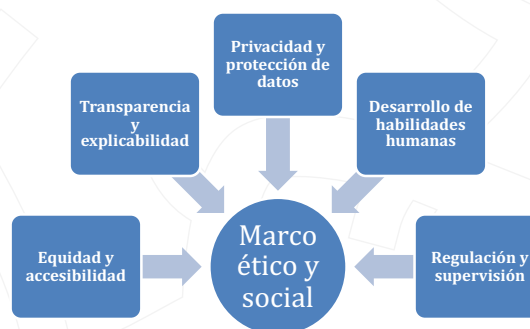 Privacidad y
protección de
datos
Transparencia
y
explicabilidad
Desarrollo de
habilidades
humanas
Equidad y
accesibilidad
Marco
ético y
social
Regulación y
supervisión